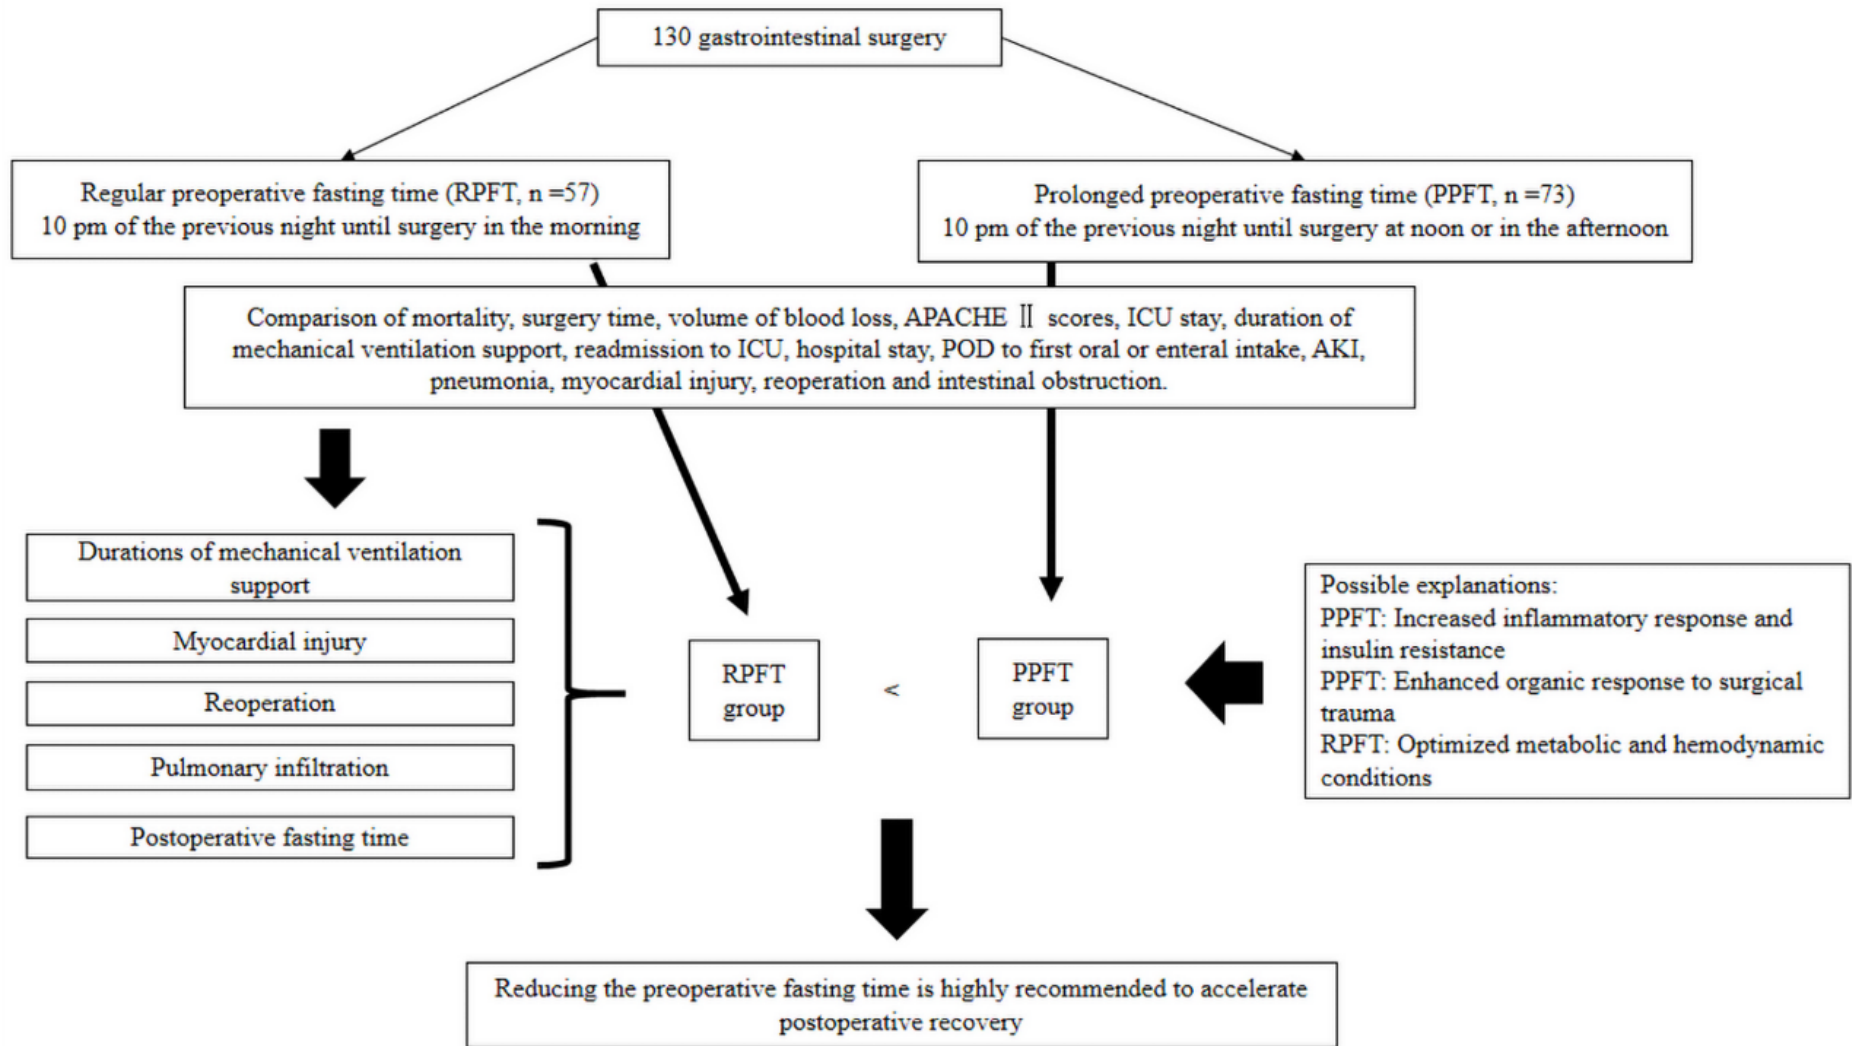 130 gastrointestinal surgery
Regular preoperative fasting time (RPFT, n =57)
10 pm of the previous night until surgery in the morning
Prolonged preoperative fasting time (PPFT, n =73)
10 pm of the previous night until surgery at noon or in the afternoon
Comparison of mortality, surgery time, volume of blood loss, APACHE Ⅱ scores, ICU stay, duration of
mechanical ventilation support, readmission to ICU, hospital stay, POD to first oral or enteral intake, AKI,
pneumonia, myocardial injury, reoperation and intestinal obstruction.
Durations of mechanical ventilation
support
Myocardial injury
Reoperation
Pulmonary infiltration
Postoperative fasting time
RPFT
group
<
PPFT
group
Possible explanations:
PPFT: Increased inflammatory response and
insulin resistance
PPFT: Enhanced organic response to surgical
trauma
RPFT: Optimized metabolic and hemodynamic
conditions
Reducing the preoperative fasting time is highly recommended to accelerate
postoperative recovery